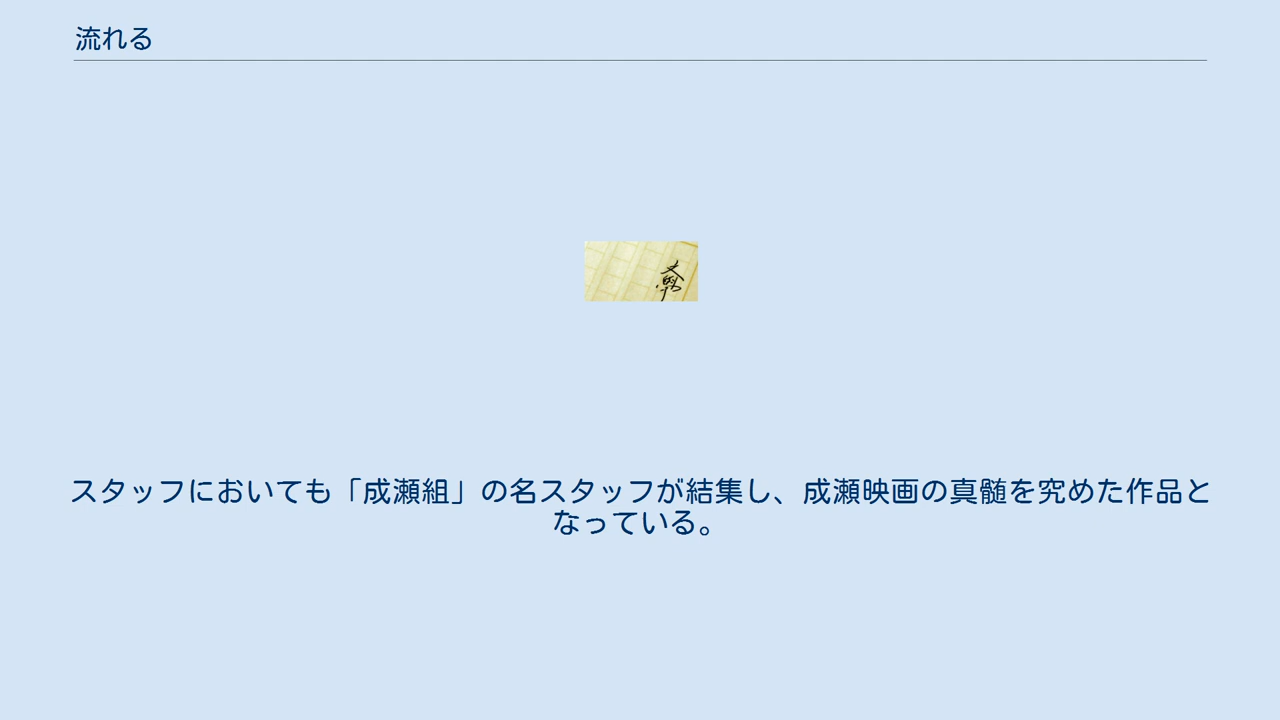 流れる
スタッフにおいても「成瀬組」の名スタッフが結集し、成瀬映画の真髄を究めた作品と
なっている。